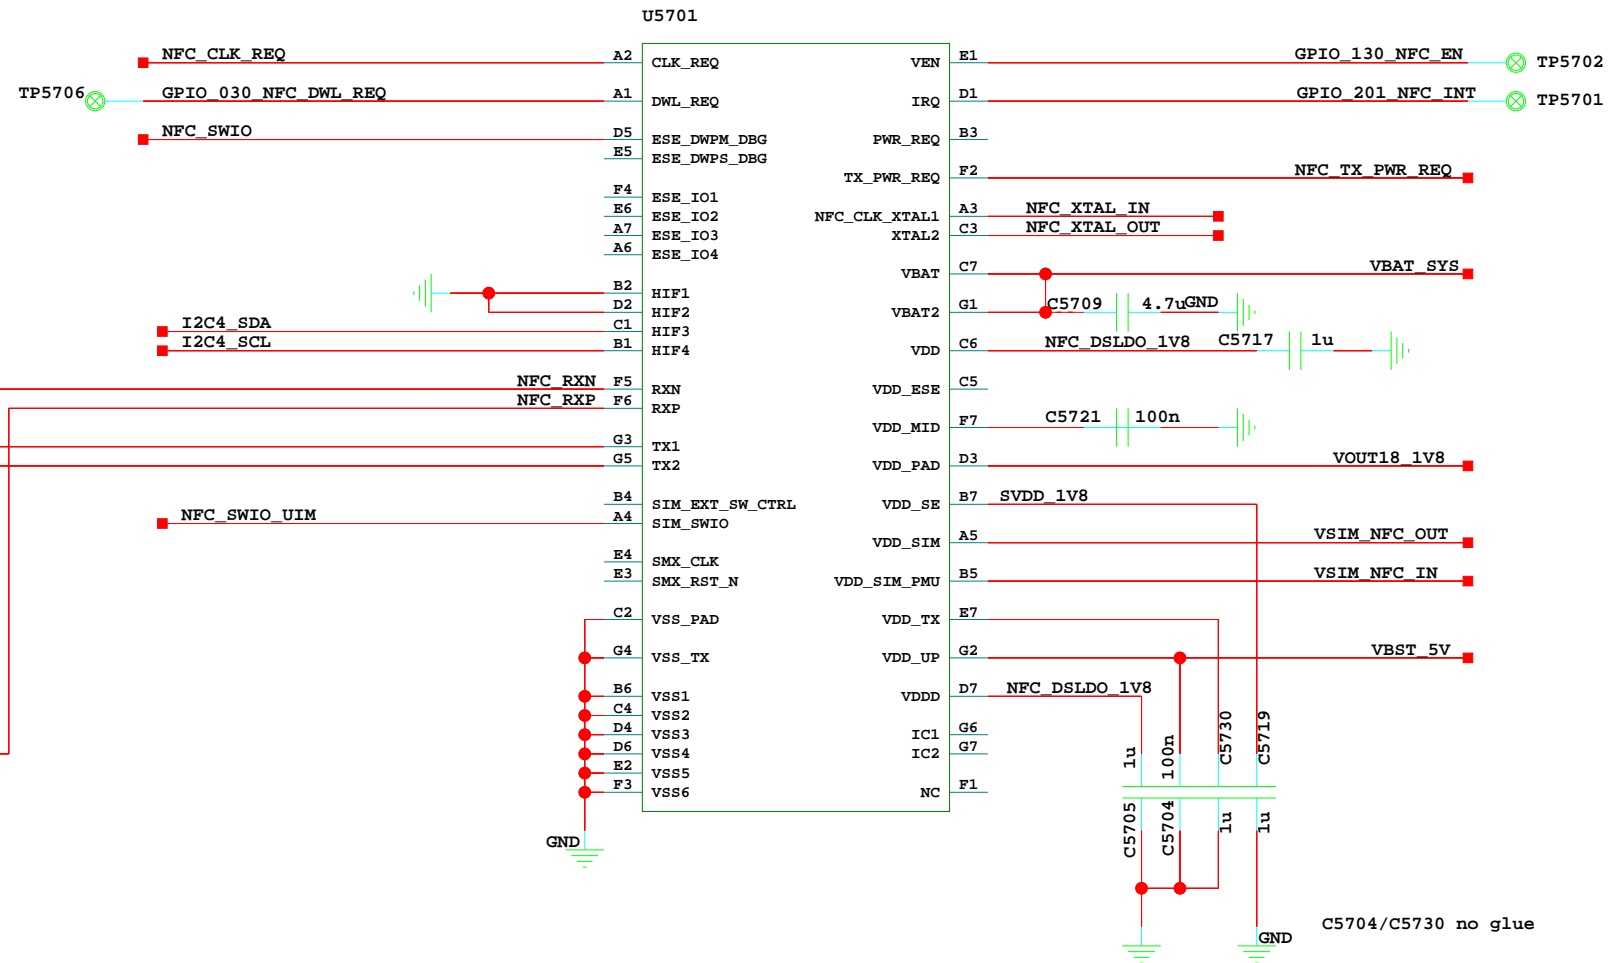 U5701
NFC_CLK_REQ A2 CLK_REQ VEN E1 GPIO_130_NFC_EN TP5702
TP5706 GPIO_030_NFC_DWL_REQ A1 DWL_REQ IRQ D1 GPIO_201_NFC_INT TP5701
NFC_SWIO D5 ESE_DWPM_DBG PWR_REQ B3
E5 ESE_DWPS_DBG
TX_PWR_REQ F2 NFC_TX_PWR_REQ
F4 ESE_IO1
E6 ESE_IO2 NFC_CLK_XTAL1 A3 NFC_XTAL_IN
A7 ESE_IO3 XTAL2 C3 NFC_XTAL_OUT
A6 ESE_IO4
VBAT C7 VBAT_SYS
B2 HIF1
D2 HIF2 VBAT2 G1 C5709 4.7u GND
I2C4_SDA C1 HIF3
I2C4_SCL B1 HIF4 VDD C6 NFC_DSLDO_1V8 C5717 1u
NFC_RXN F5 RXN VDD_ESE C5
NFC_RXP F6 RXP
VDD_MID F7 C5721 100n
G3 TX1
G5 TX2 VDD_PAD D3 VOUT18_1V8
B4 SIM_EXT_SW_CTRL VDD_SE B7 SVDD_1V8
NFC_SWIO_UIM A4 SIM_SWIO
VDD_SIM A5 VSIM_NFC_OUT
E4 SMX_CLK
E3 SMX_RST_N VDD_SIM_PMU B5 VSIM_NFC_IN
C2 VSS_PAD VDD_TX E7
G4 VSS_TX VDD_UP G2 VBST_5V
B6 VSS1 VDDD D7 NFC_DSLDO_1V8
C4 VSS2
D4 VSS3 IC1 G6
D6 VSS4 IC2 G7
E2 VSS5
F3 VSS6 NC F1
1u 100n C5730 C5719
C5705 C5704 1u 1u
GND
C5704/C5730 no glue
GND